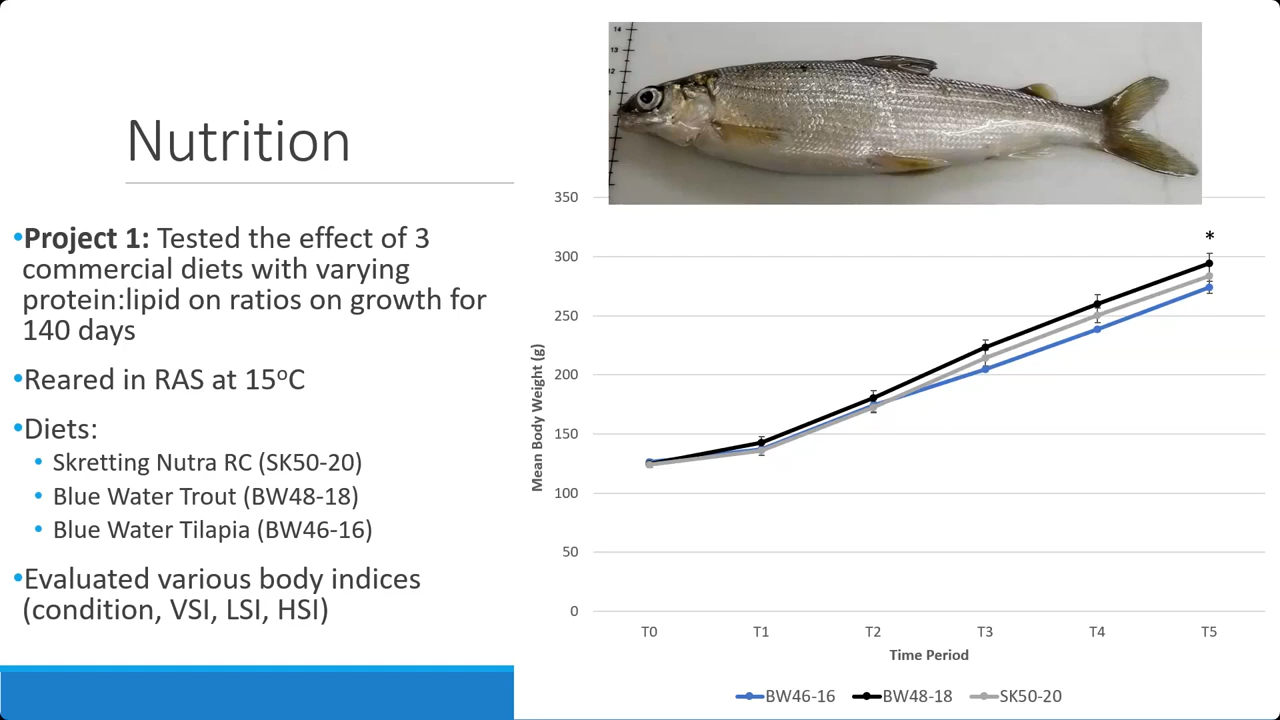 Nutrition
•Project 1: Tested the effect of 3
commercial diets with varying
protein:lipid on ratios on growth for
140 days
•Reared in RAS at 15ºC
•Diets:
• Skretting Nutra RC (SK50-20)
• Blue Water Trout (BW48-18)
• Blue Water Tilapia (BW46-16)
•Evaluated various body indices
(condition, VSI, LSI, HSI)
14
13
12
350
300
250
200
150
100
50
0
Mean Body Weight (g)
*
T0 T1 T2 T3 T4 T5
Time Period
BW46-16 BW48-18 SK50-20